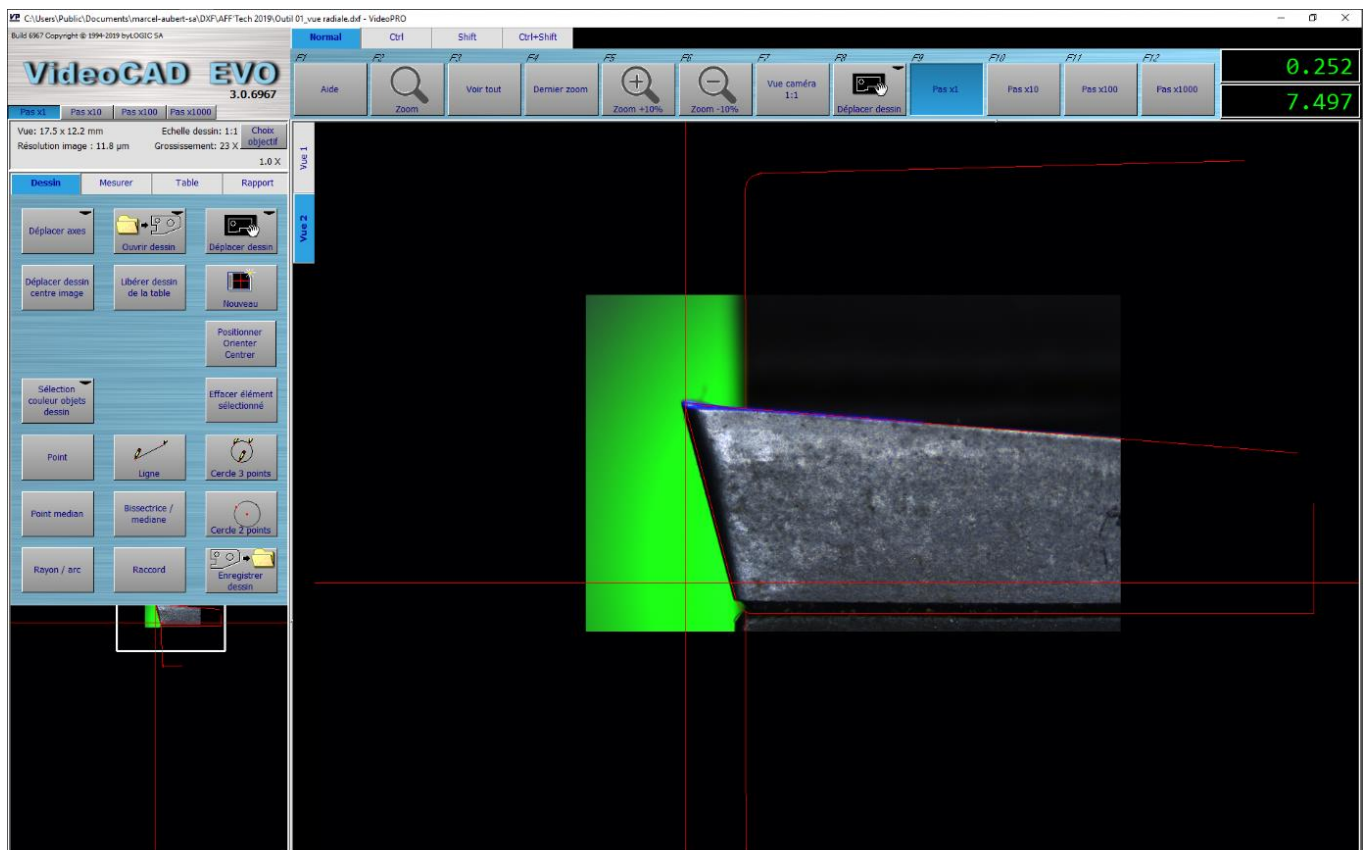 C:\Users\Public\Documents\marcel-aubert-sa\DXF\AFF'Tech 2019\Outil 01_vue radiale.dxf - VideoPRO
Build 6967 Copyright © 1994-2019 byLOGIC SA
VideoCAD EVO
3.0.6967
Pas x1 Pas x10 Pas x100 Pas x1000
Vue: 17.5 x 12.2 mm Echelle dessin: 1:1
Résolution image : 11.8 µm Grossissement: 23 X
Choix
objectif
1.0 X
Dessin Mesurer Table Rapport
Déplacer axes
Ouvrir dessin
Déplacer dessin
Déplacer dessin
centre image
Libérer dessin
de la table
Nouveau
Positionner
Orienter
Centrer
Sélection
couleur objets
dessin
Effacer élément
sélectionné
Point
Ligne
Cercle 3 points
Point median
Bissectrice /
mediane
Cercle 2 points
Rayon / arc
Raccord
Enregistrer
dessin
Normal Ctrl Shift Ctrl+Shift
F1 F2 F3 F4 F5 F6 F7 F8 F9 F10 F11 F12
Aide
Zoom
Voir tout
Dernier zoom
Zoom +10%
Zoom -10%
Vue caméra
1:1
Déplacer dessin
Pas x1
Pas x10
Pas x100
Pas x1000
0.252
7.497
Vue 1
Vue 2